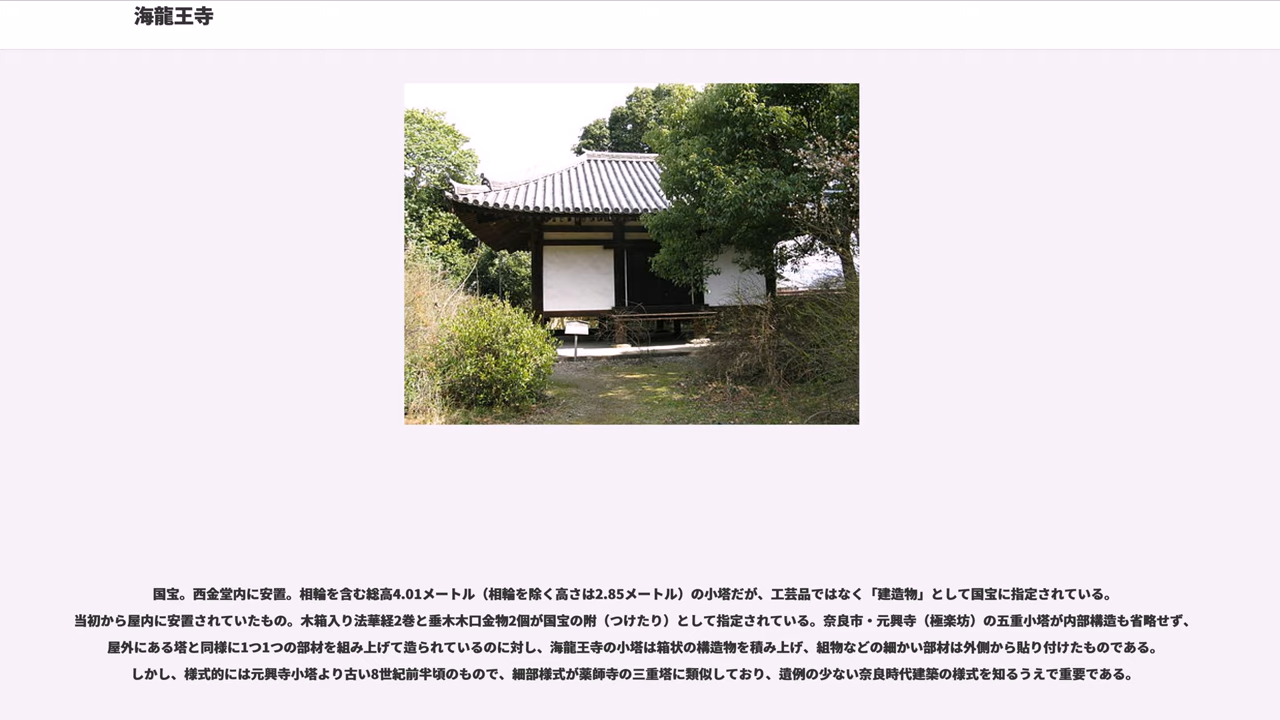 海龍王寺
国宝。西金堂内に安置。相輪を含む総高4.01メートル（相輪を除く高さは2.85メートル）の小塔だが、工芸品ではなく「建造物」として国宝に指定されている。
当初から屋内に安置されていたもの。木箱入り法華経2巻と垂木木口金物2個が国宝の附（つけたり）として指定されている。奈良市・元興寺（極楽坊）の五重小塔が内部構造も省略せず、
屋外にある塔と同様に1つ1つの部材を組み上げて造られているのに対し、海龍王寺の小塔は箱状の構造物を積み上げ、組物などの細かい部材は外側から貼り付けたものである。
しかし、様式的には元興寺小塔より古い8世紀前半頃のもので、細部様式が薬師寺の三重塔に類似しており、遺例の少ない奈良時代建築の様式を知るうえで重要である。